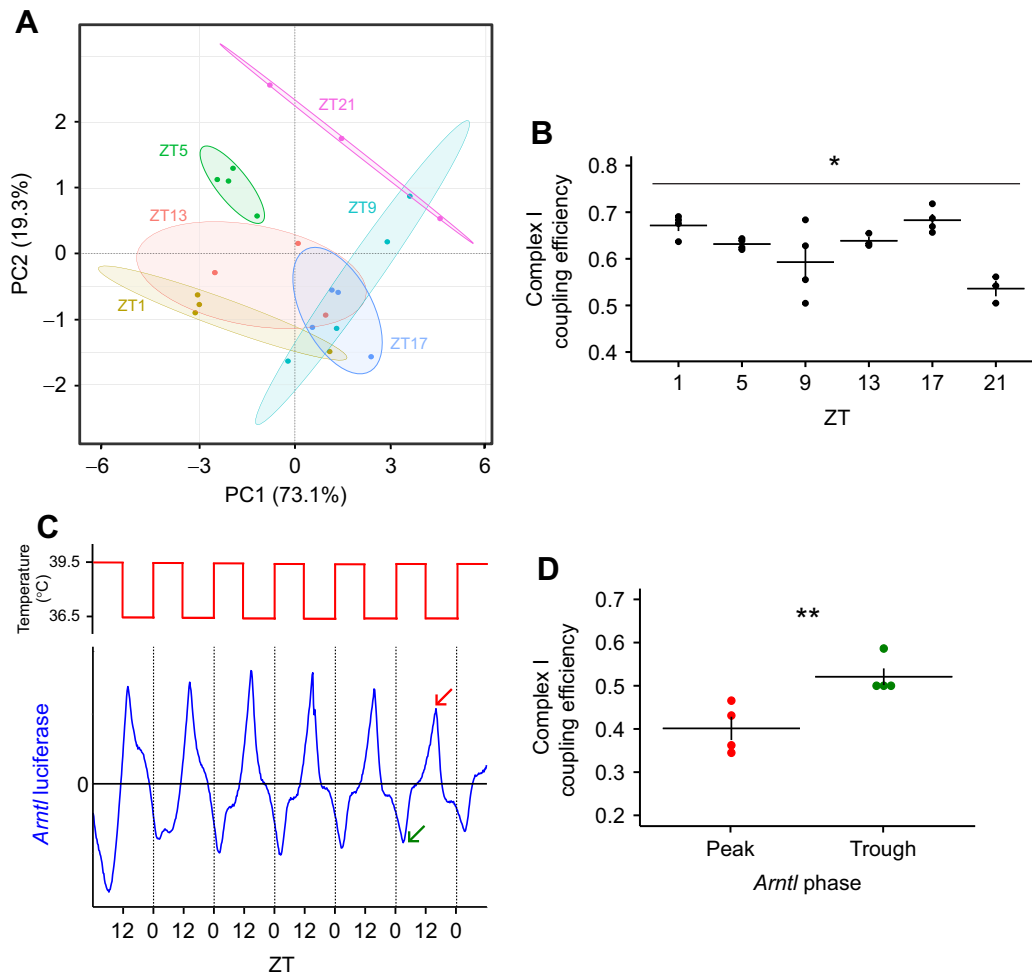 A
ZT21
ZT5
ZT9
ZT13
ZT1
ZT17
2
1
0
–1
–2
PC2 (19.3%)
–6
–3
0
3
6
PC1 (73.1%)
B
*
0.8
0.7
0.6
0.5
0.4
Complex I
coupling efficiency
1 5 9 13 17 21
ZT
C
Temperature
(°C)
39.5
36.5
Arntl luciferase
0
12 0 12 0 12 0 12 0 12 0 12 0
ZT
D
**
0.7
0.6
0.5
0.4
0.3
0.2
Complex I
coupling efficiency
Peak Trough
Arntl phase